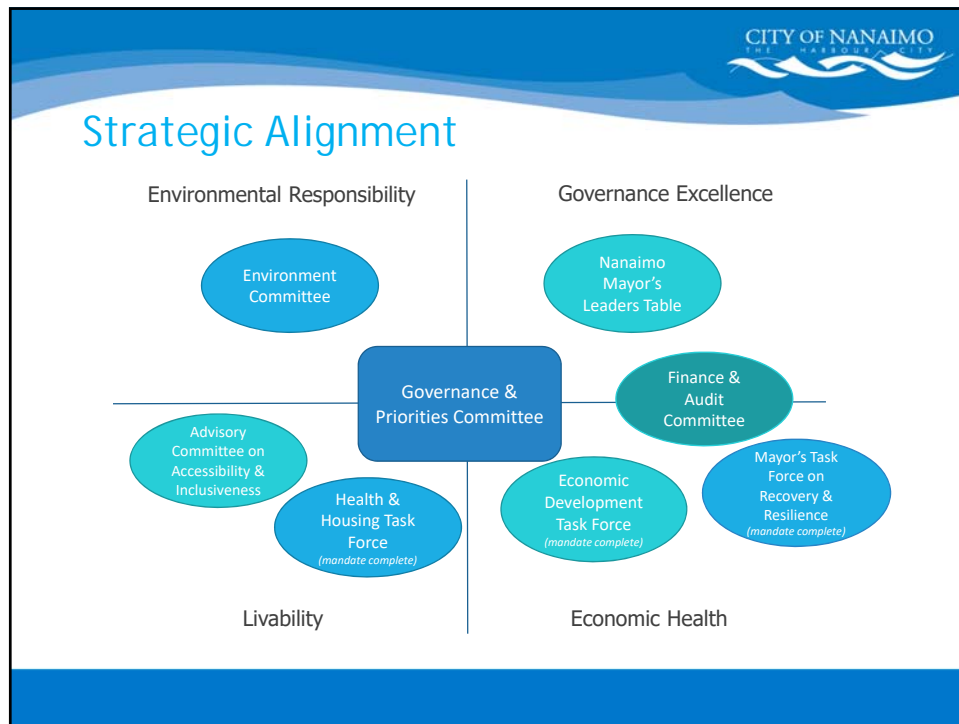 CITY OF NANAIMO
THE HARBOUR CITY
Strategic Alignment
Environmental Responsibility
Governance Excellence
Environment
Committee
Nanaimo
Mayor's
Leaders Table
Governance &
Priorities Committee
Finance &
Audit
Committee
Advisory
Committee on
Accessibility &
Inclusiveness
Health &
Housing Task
Force
(mandate complete)
Economic
Development
Task Force
(mandate complete)
Mayor's Task
Force on
Recovery &
Resilience
(mandate complete)
Livability
Economic Health